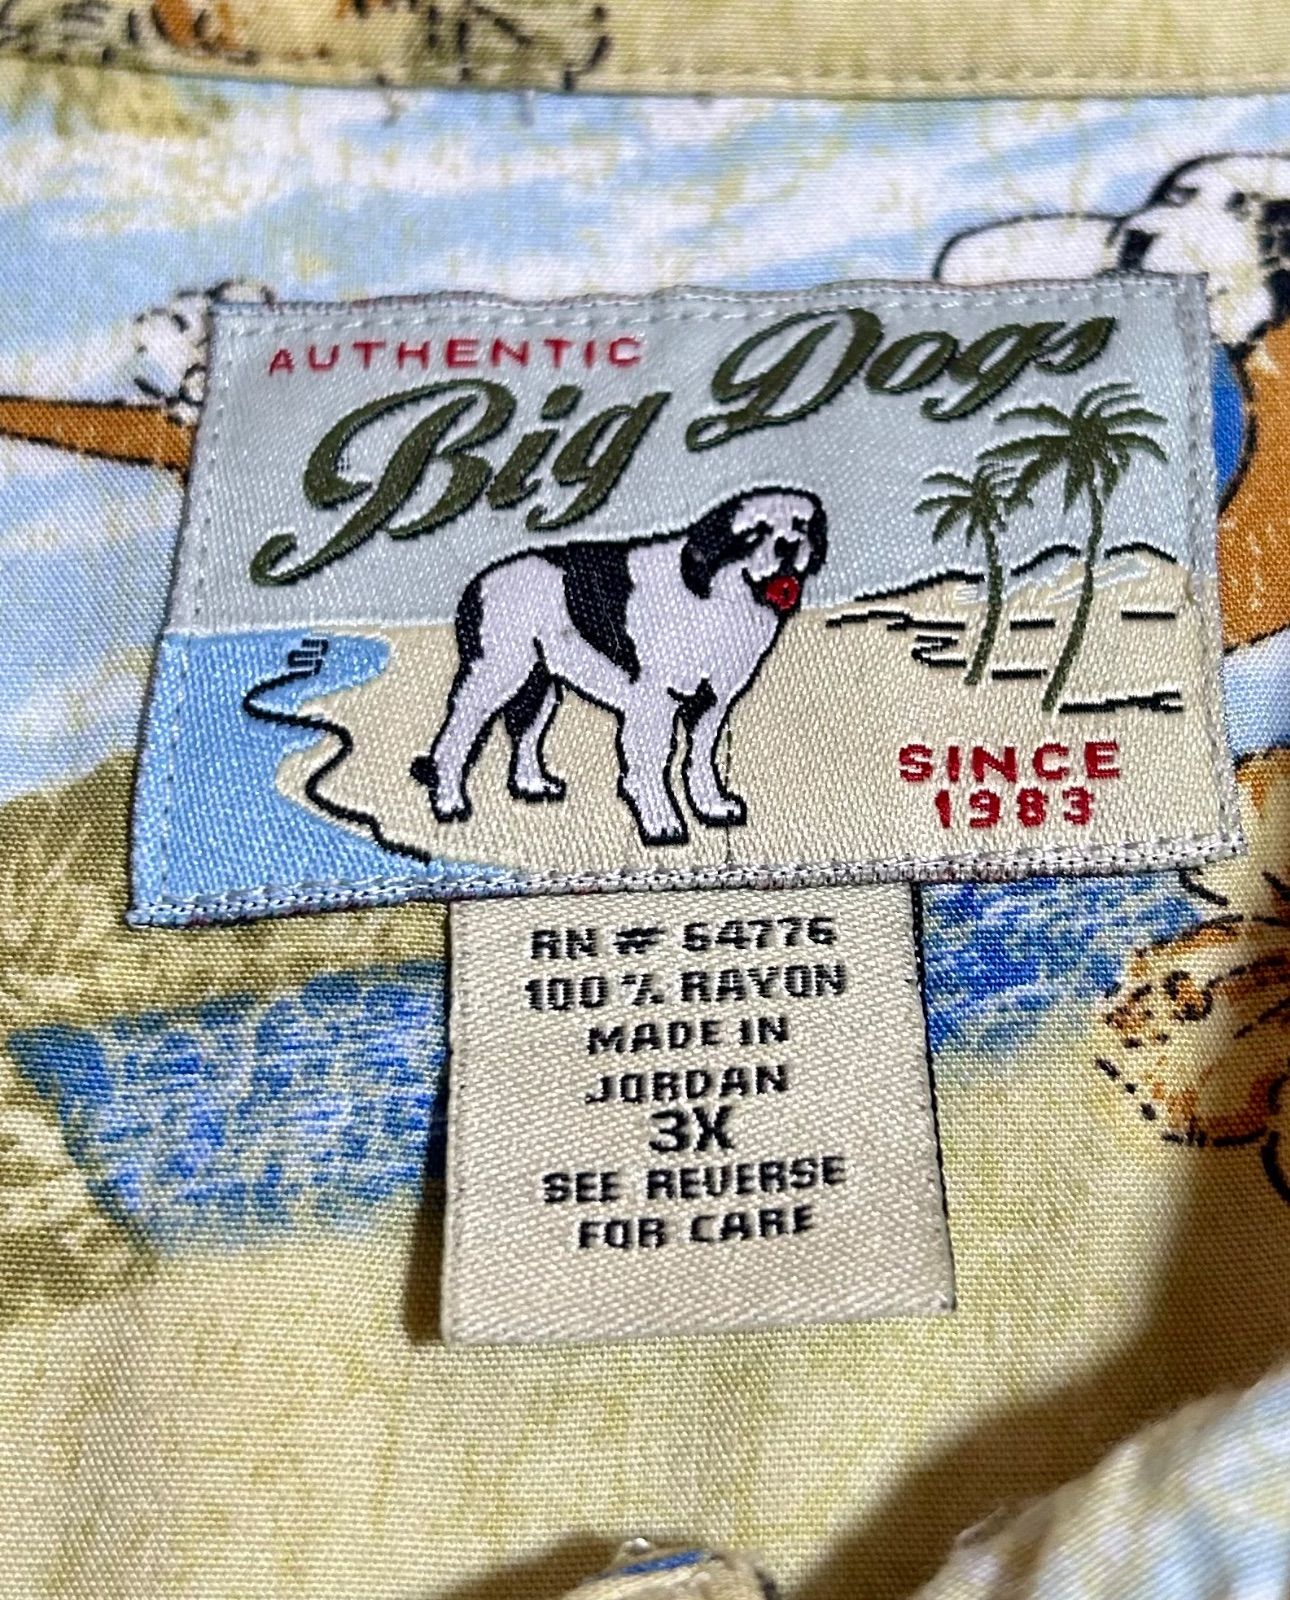 AUTHENTIC
Big Dogs
SINCE
1983
RN # 64776
100% RAYON
MADE IN
JORDAN
3X
SEE REVERSE
FOR CARE